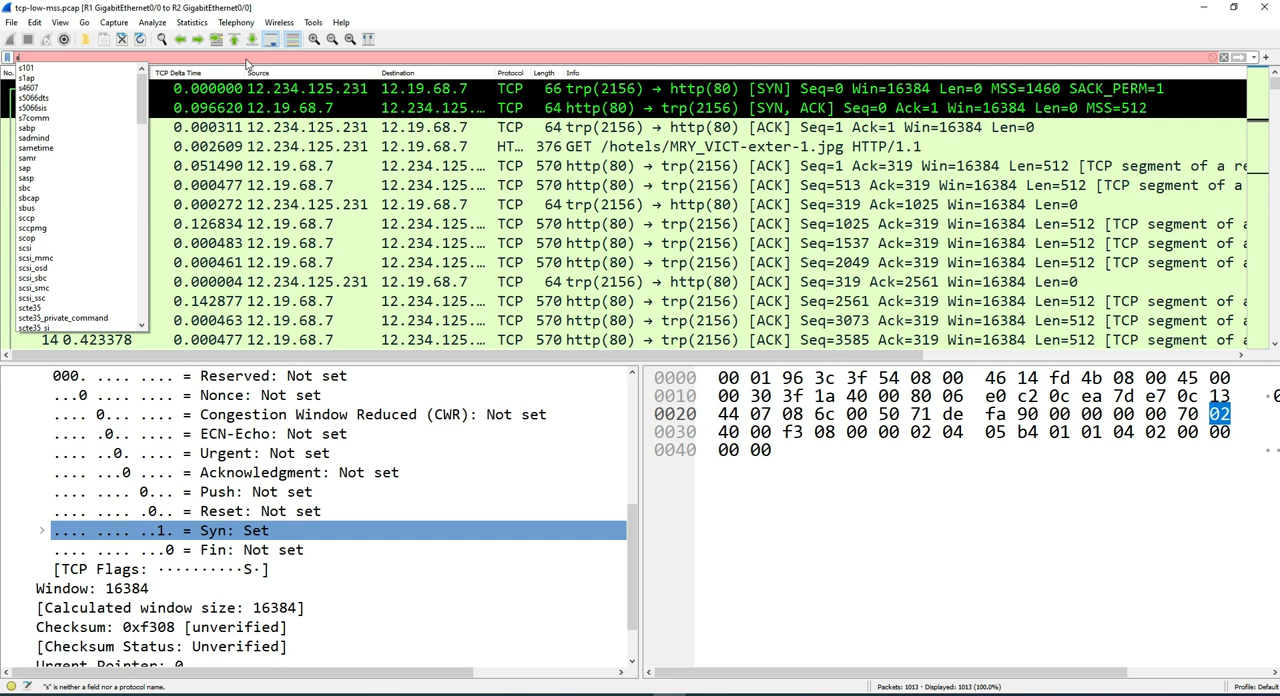 tcp-low-mss.pcap [R1 GigabitEthernet0/0 to R2 GigabitEthernet0/0]
File Edit View Go Capture Analyze Statistics Telephony Wireless Tools Help
s
No. TCP Delta Time Source Destination Protocol Length Info
s101
s1ap
s4607
s5066dts
s5066sis
s7comm
sabp
sadmind
sametime
samr
sap
sasp
sbc
sbcap
sbus
sccp
sccpmg
scop
scsi
scsi_mmc
scsi_osd
scsi_sbc
scsi_smc
scsi_ssc
scte35
scte35_private_command
scte35_si
0.000000 12.234.125.231 12.19.68.7 TCP 66 trp(2156) → http(80) [SYN] Seq=0 Win=16384 Len=0 MSS=1460 SACK_PERM=1
0.096620 12.19.68.7 12.234.125.… TCP 64 http(80) → trp(2156) [SYN, ACK] Seq=0 Ack=1 Win=16384 Len=0 MSS=512
0.000311 12.234.125.231 12.19.68.7 TCP 64 trp(2156) → http(80) [ACK] Seq=1 Ack=1 Win=16384 Len=0
0.002609 12.234.125.231 12.19.68.7 HT… 376 GET /hotels/MRY_VICT-exter-1.jpg HTTP/1.1
0.051490 12.19.68.7 12.234.125.… TCP 570 http(80) → trp(2156) [ACK] Seq=1 Ack=319 Win=16384 Len=512 [TCP segment of a re
0.000477 12.19.68.7 12.234.125.… TCP 570 http(80) → trp(2156) [ACK] Seq=513 Ack=319 Win=16384 Len=512 [TCP segment of a
0.000272 12.234.125.231 12.19.68.7 TCP 64 trp(2156) → http(80) [ACK] Seq=319 Ack=1025 Win=16384 Len=0
0.126834 12.19.68.7 12.234.125.… TCP 570 http(80) → trp(2156) [ACK] Seq=1025 Ack=319 Win=16384 Len=512 [TCP segment of
0.000483 12.19.68.7 12.234.125.… TCP 570 http(80) → trp(2156) [ACK] Seq=1537 Ack=319 Win=16384 Len=512 [TCP segment of
0.000461 12.19.68.7 12.234.125.… TCP 570 http(80) → trp(2156) [ACK] Seq=2049 Ack=319 Win=16384 Len=512 [TCP segment of
0.000004 12.234.125.231 12.19.68.7 TCP 64 trp(2156) → http(80) [ACK] Seq=319 Ack=2561 Win=16384 Len=0
0.142877 12.19.68.7 12.234.125.… TCP 570 http(80) → trp(2156) [ACK] Seq=2561 Ack=319 Win=16384 Len=512 [TCP segment of
0.000463 12.19.68.7 12.234.125.… TCP 570 http(80) → trp(2156) [ACK] Seq=3073 Ack=319 Win=16384 Len=512 [TCP segment of
14 0.423378 0.000477 12.19.68.7 12.234.125.… TCP 570 http(80) → trp(2156) [ACK] Seq=3585 Ack=319 Win=16384 Len=512 [TCP segment of
000. .... .... = Reserved: Not set
...0 .... .... = Nonce: Not set
.... 0... .... = Congestion Window Reduced (CWR): Not set
.... .0.. .... = ECN-Echo: Not set
.... ..0. .... = Urgent: Not set
.... ...0 .... = Acknowledgment: Not set
.... .... 0... = Push: Not set
.... .... .0.. = Reset: Not set
.... .... ..1. = Syn: Set
.... .... ...0 = Fin: Not set
[TCP Flags: ··········S·]
Window: 16384
[Calculated window size: 16384]
Checksum: 0xf308 [unverified]
[Checksum Status: Unverified]
Urgent Pointer: 0
0000 00 01 96 3c 3f 54 08 00 46 14 fd 4b 08 00 45 00
0010 00 30 3f 1a 40 00 80 06 e0 c2 0c ea 7d e7 0c 13
0020 44 07 08 6c 00 50 71 de fa 90 00 00 00 00 70 02
0030 40 00 f3 08 00 00 02 04 05 b4 01 01 04 02 00 00
0040 00 00
"s" is neither a field nor a protocol name. Packets: 1013 · Displayed: 1013 (100.0%) Profile: Default